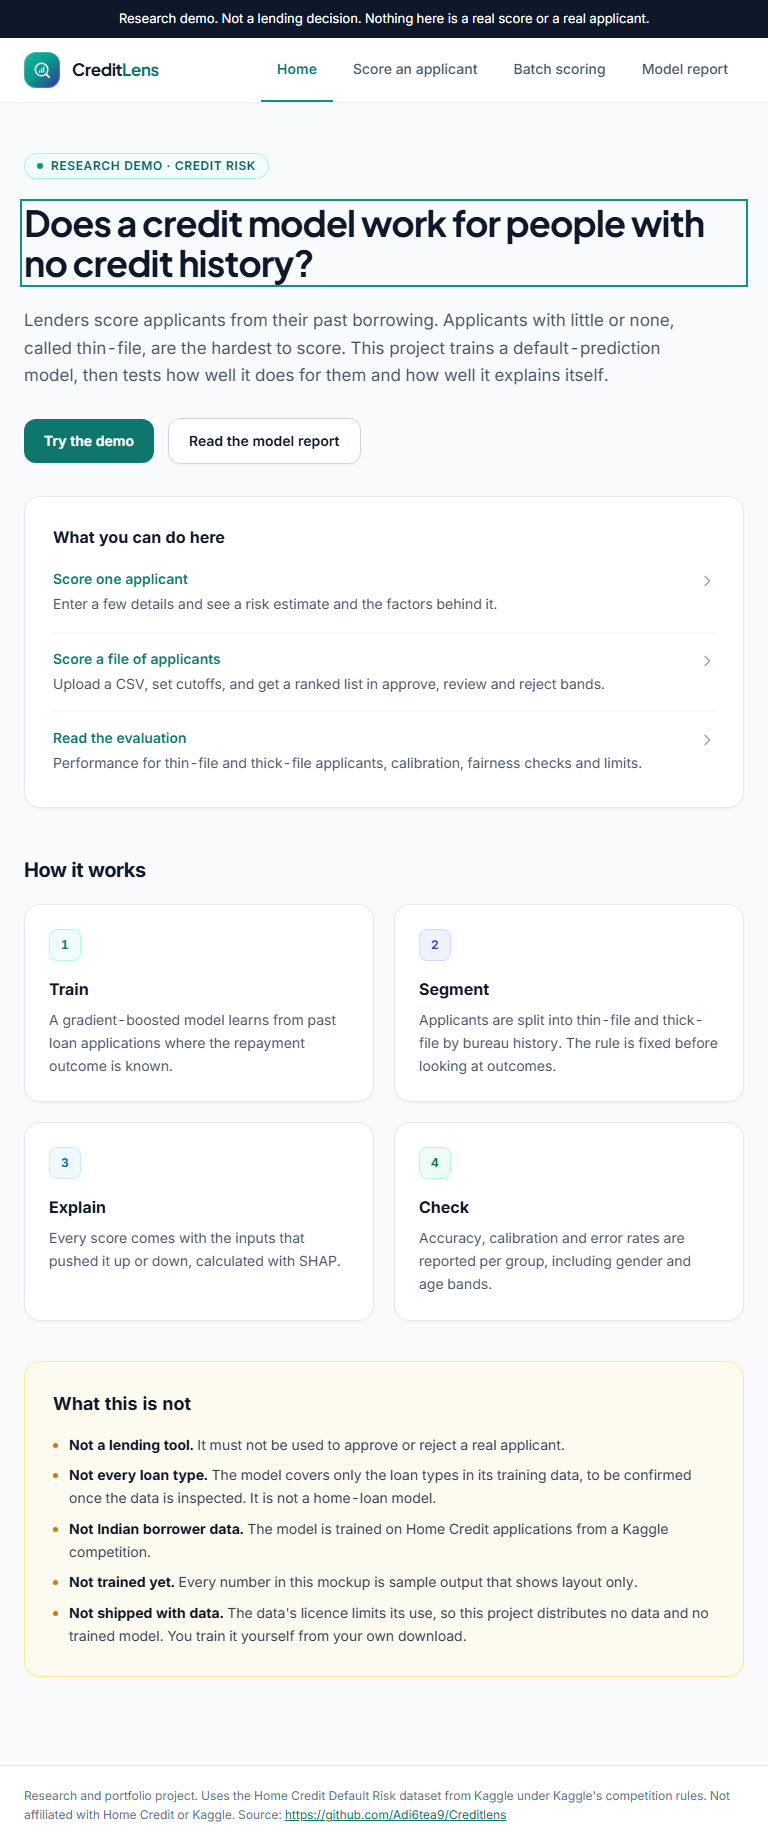 Research demo. Not a lending decision. Nothing here is a real score or a real applicant.
CreditLens
Home
Score an applicant
Batch scoring
Model report
RESEARCH DEMO · CREDIT RISK
Does a credit model work for people with
no credit history?
Lenders score applicants from their past borrowing. Applicants with little or none,
called thin-file, are the hardest to score. This project trains a default-prediction
model, then tests how well it does for them and how well it explains itself.
Try the demo
Read the model report
What you can do here
Score one applicant
Enter a few details and see a risk estimate and the factors behind it.
Score a file of applicants
Upload a CSV, set cutoffs, and get a ranked list in approve, review and reject bands.
Read the evaluation
Performance for thin-file and thick-file applicants, calibration, fairness checks and limits.
How it works
1
Train
A gradient-boosted model learns from past
loan applications where the repayment
outcome is known.
2
Segment
Applicants are split into thin-file and thick-
file by bureau history. The rule is fixed before
looking at outcomes.
3
Explain
Every score comes with the inputs that
pushed it up or down, calculated with SHAP.
4
Check
Accuracy, calibration and error rates are
reported per group, including gender and
age bands.
What this is not
Not a lending tool. It must not be used to approve or reject a real applicant.
Not every loan type. The model covers only the loan types in its training data, to be confirmed
once the data is inspected. It is not a home-loan model.
Not Indian borrower data. The model is trained on Home Credit applications from a Kaggle
competition.
Not trained yet. Every number in this mockup is sample output that shows layout only.
Not shipped with data. The data's licence limits its use, so this project distributes no data and no
trained model. You train it yourself from your own download.
Research and portfolio project. Uses the Home Credit Default Risk dataset from Kaggle under Kaggle's competition rules. Not
affiliated with Home Credit or Kaggle. Source: https://github.com/Adi6tea9/Creditlens